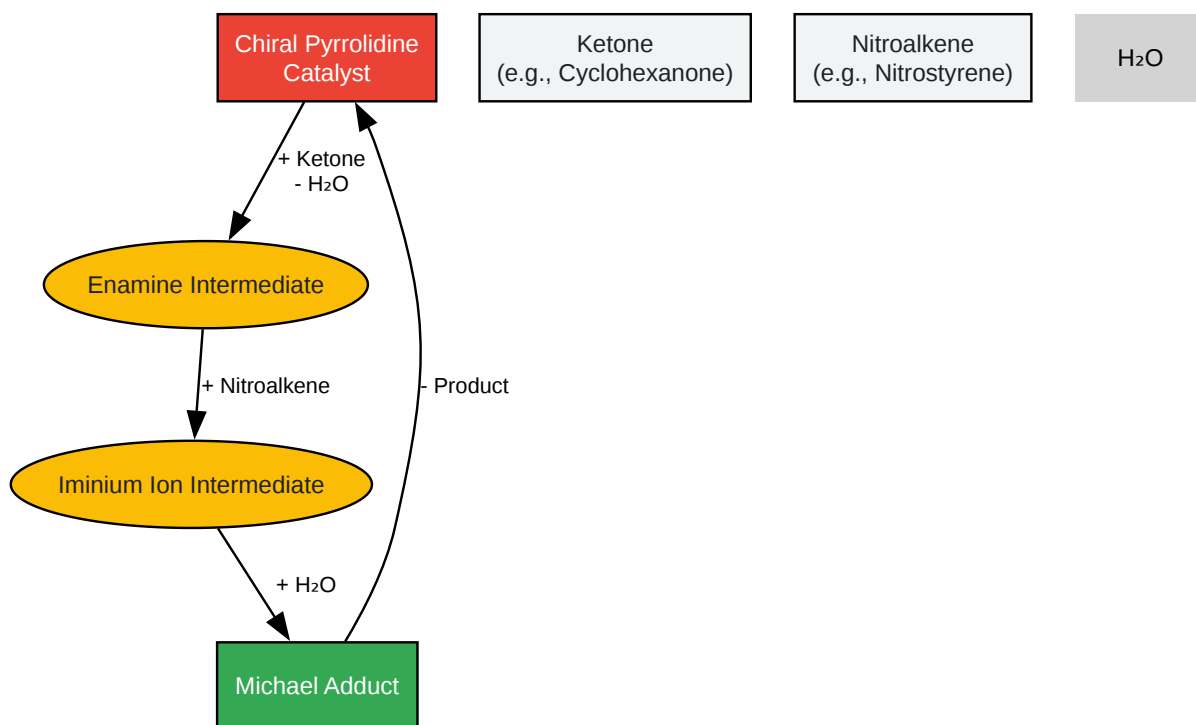 Chiral Pyrrolidine
Catalyst
Ketone
(e.g., Cyclohexanone)
Nitroalkene
(e.g., Nitrostyrene)
H₂O
+ Ketone
- H₂O
Enamine Intermediate
+ Nitroalkene
- Product
Iminium Ion Intermediate
+ H₂O
Michael Adduct